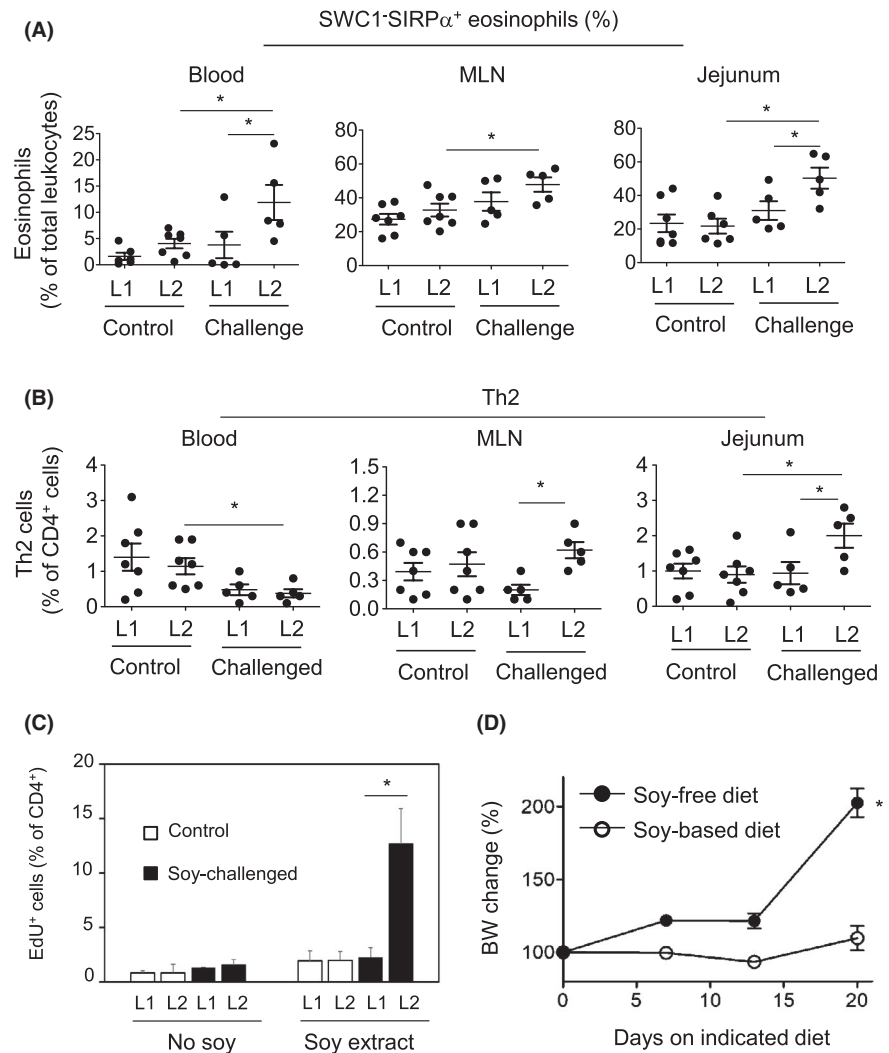 (A)
SWC1-SIRPα+ eosinophils (%)
Blood
MLN
Jejunum
Eosinophils
(% of total leukocytes)
25
20
15
10
5
0
80
60
40
20
0
80
60
40
20
0
*
*
*
*
*
L1 L2 L1 L2
L1 L2 L1 L2
L1 L2 L1 L2
Control Challenge
Control Challenge
Control Challenge
(B)
Th2
Blood
MLN
Jejunum
Th2 cells
(% of CD4+ cells)
4
3
2
1
0
1.5
1.2
0.9
0.6
0.3
0.0
4
3
2
1
0
*
*
*
*
L1 L2 L1 L2
L1 L2 L1 L2
L1 L2 L1 L2
Control Challenged
Control Challenged
Control Challenged
(C)
EdU+ cells (% of CD4+)
20
15
10
5
0
Control
Soy-challenged
*
L1 L2 L1 L2 L1 L2 L1 L2
No soy Soy extract
(D)
BW change (%)
200
150
100
Soy-free diet
Soy-based diet
*
0 5 10 15 20
Days on indicated diet